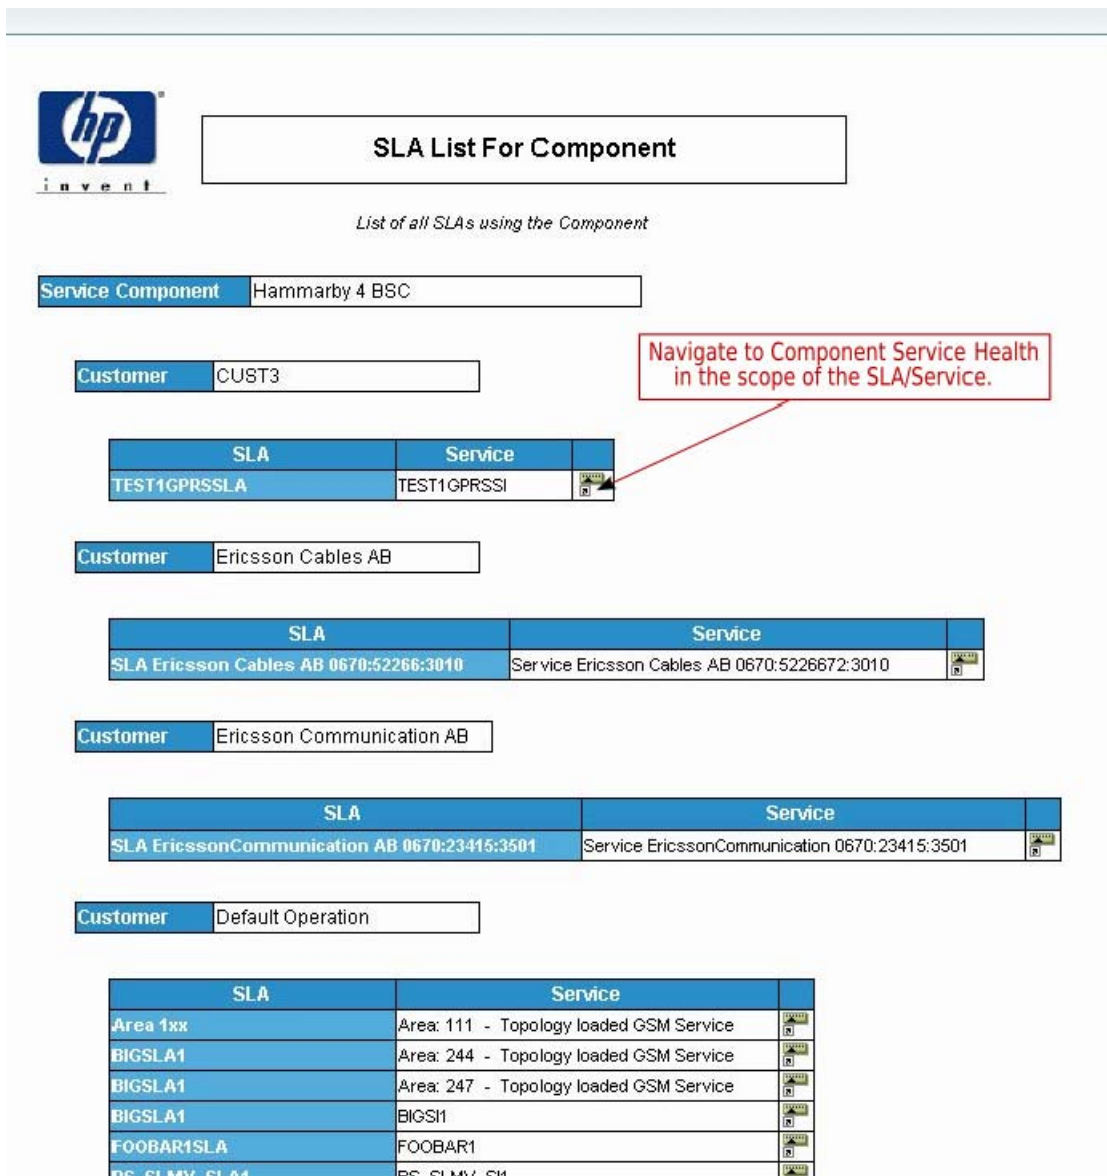 hp
invent
SLA List For Component
List of all SLAs using the Component
Service Component Hammarby 4 BSC
Navigate to Component Service Health
in the scope of the SLA/Service.
Customer CUST3
SLA Service
TEST1GPRSSLA TEST1GPRSSI
Customer Ericsson Cables AB
SLA Service
SLA Ericsson Cables AB 0670:52266:3010 Service Ericsson Cables AB 0670:5226672:3010
Customer Ericsson Communication AB
SLA Service
SLA EricssonCommunication AB 0670:23415:3501 Service EricssonCommunication 0670:23415:3501
Customer Default Operation
SLA Service
Area 1xx Area: 111 - Topology loaded GSM Service
BIGSLA1 Area: 244 - Topology loaded GSM Service
BIGSLA1 Area: 247 - Topology loaded GSM Service
BIGSLA1 BIGSI1
FOOBAR1SLA FOOBAR1